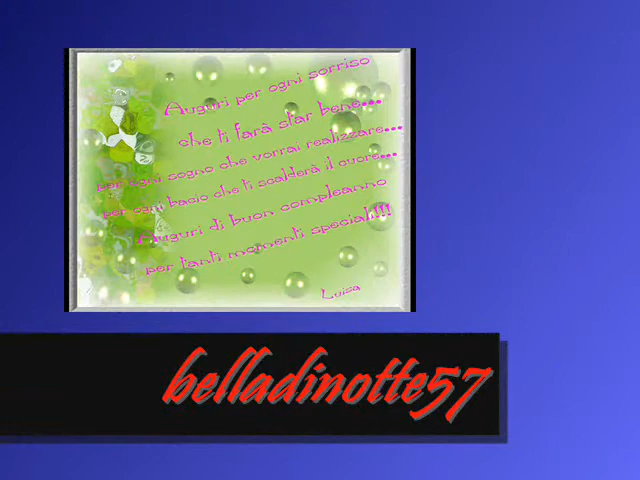 Auguri per ogni sorriso
che ti farà star bene...
per ogni sogno che vorrai realizzare...
per ogni bacio che ti scalderà il cuore...
Auguri di buon compleanno
per tanti momenti speciali!!!
Luisa
belladinotte57